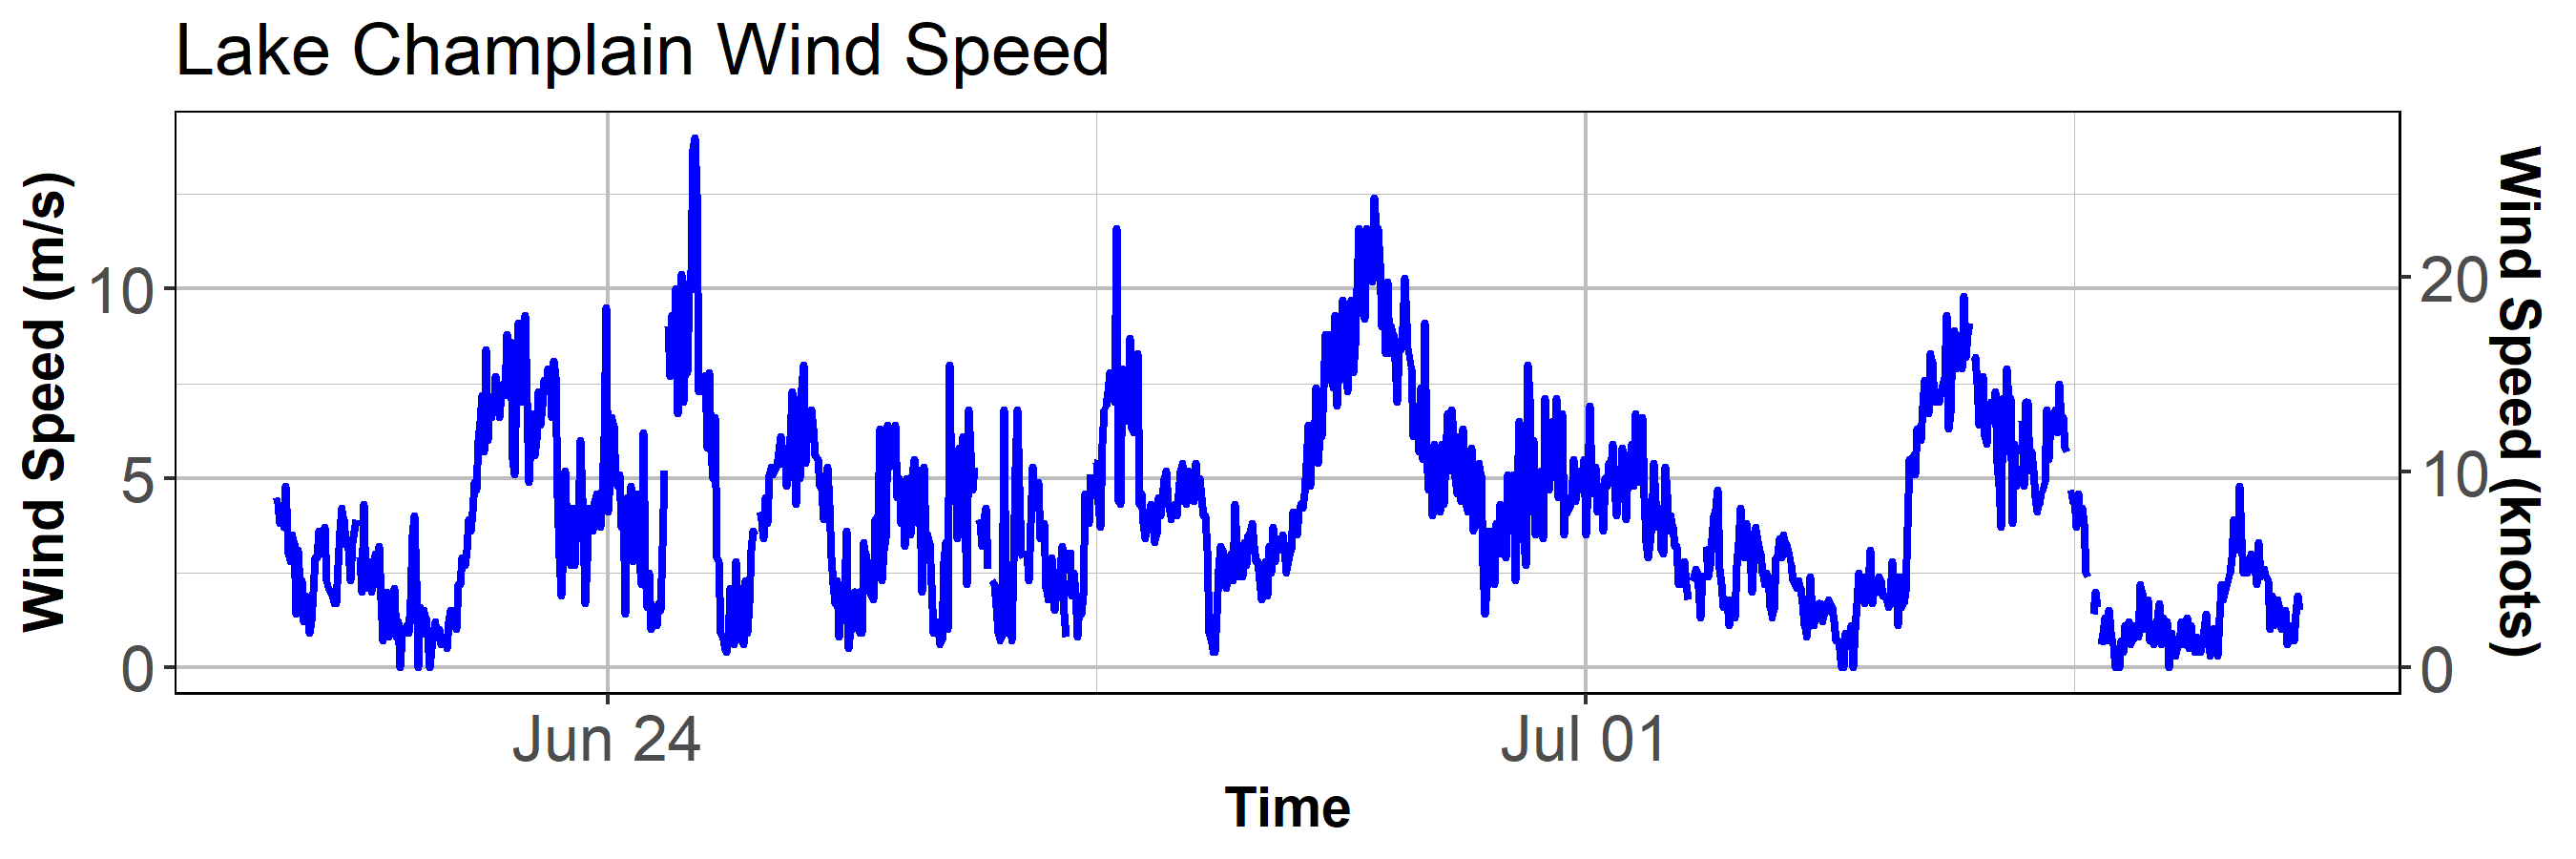 Lake Champlain Wind Speed
Wind Speed (m/s)
10
5
0
20
10
0
Wind Speed (knots)
Jun 24
Jul 01
Time